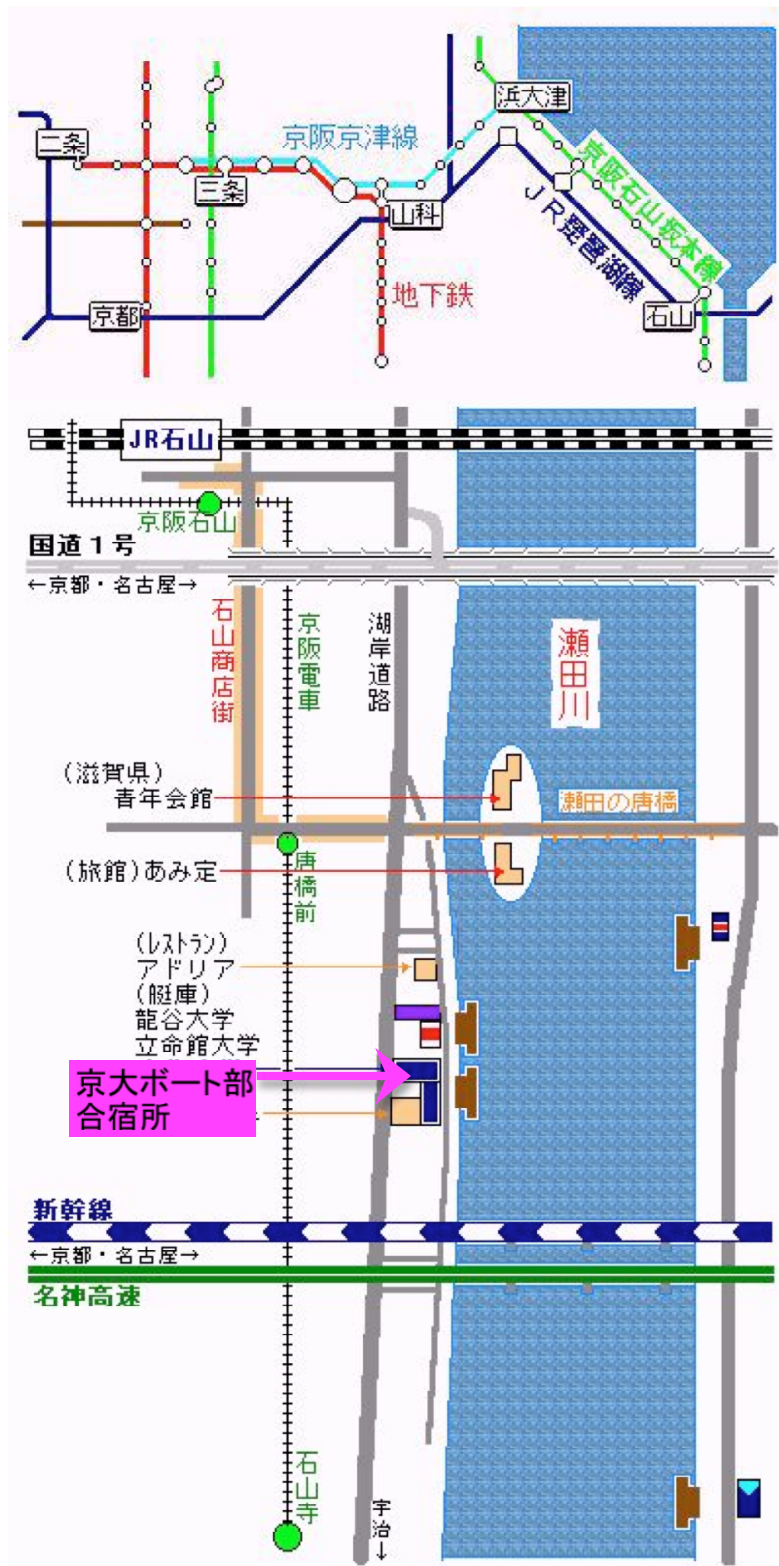 浜大津
二条
京阪京津線
三条
山科
京阪石山坂本線
JR琵琶湖線
地下鉄
京都
石山
JR石山
京阪石山
国道1号
←京都・名古屋→
石山商店街
京阪電車
湖岸道路
瀬田川
(滋賀県)
青年会館
瀬田の唐橋
(旅館)あみ定
唐橋前
(レストラン)
アドリア
(艇庫)
龍谷大学
立命館大学
京大ボート部
合宿所
新幹線
←京都・名古屋→
名神高速
石山寺
宇治↓